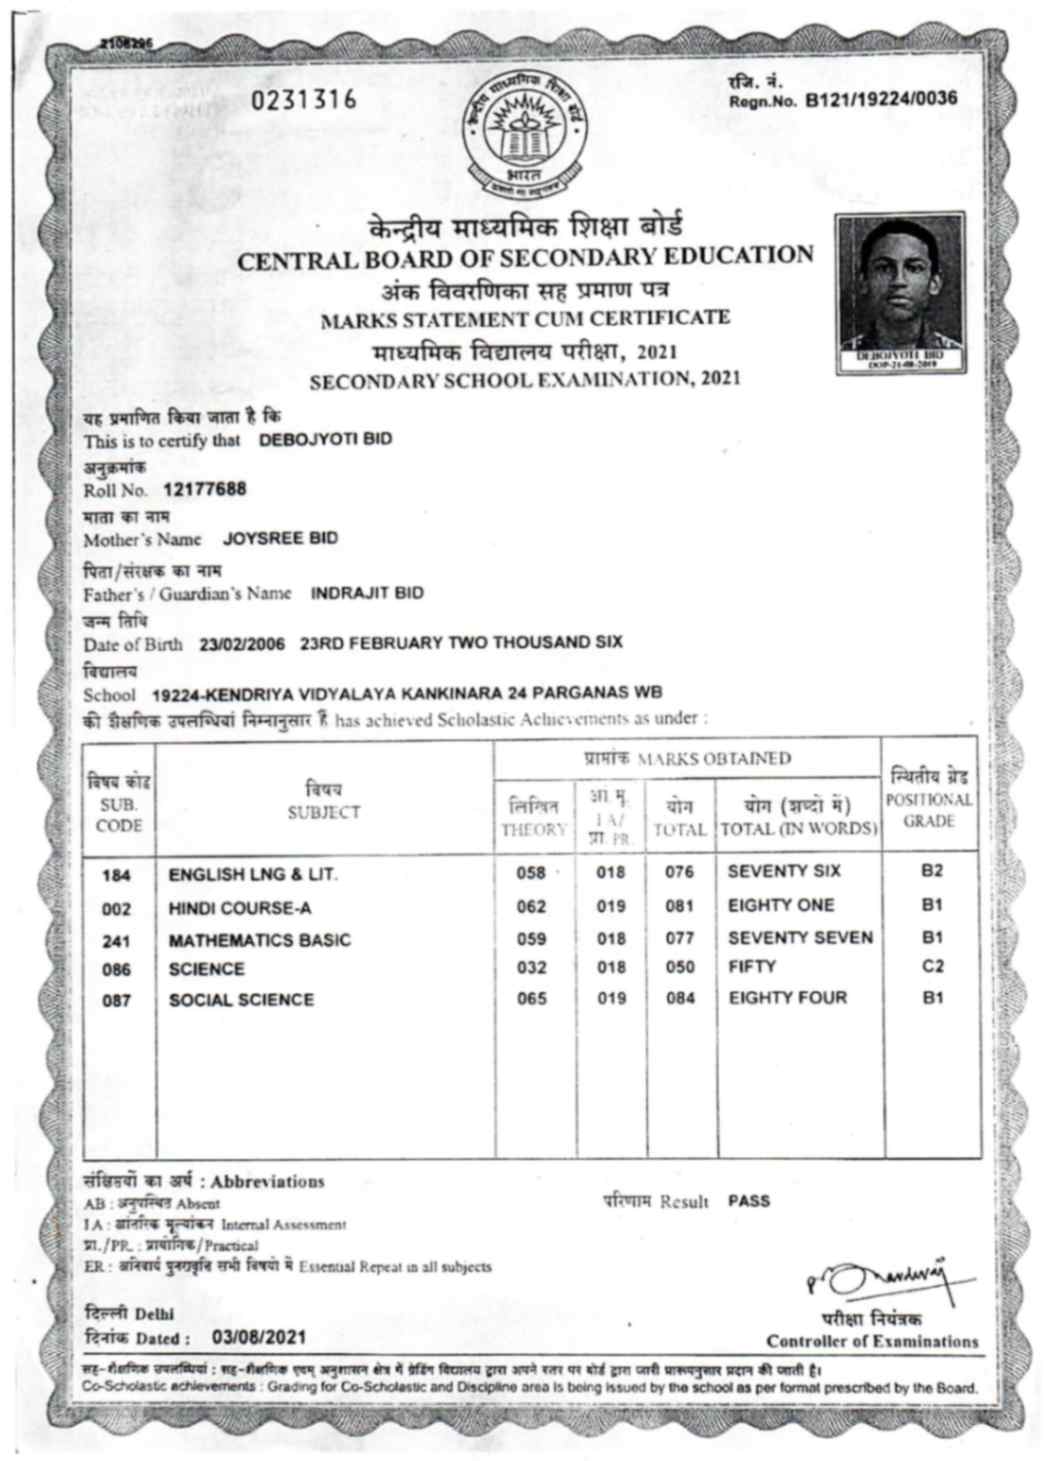 2108296
0231316
रजि. नं.
Regn.No. B121/19224/0036
केन्द्रीय माध्यमिक शिक्षा बोर्ड
भारत
केन्द्रीय माध्यमिक शिक्षा बोर्ड
CENTRAL BOARD OF SECONDARY EDUCATION
अंक विवरणिका सह प्रमाण पत्र
MARKS STATEMENT CUM CERTIFICATE
माध्यमिक विद्यालय परीक्षा, 2021
SECONDARY SCHOOL EXAMINATION, 2021
DEBOJYOTI BID
DOP-21-08-2019
यह प्रमाणित किया जाता है कि
This is to certify that DEBOJYOTI BID
अनुक्रमांक
Roll No. 12177688
माता का नाम
Mother's Name JOYSREE BID
पिता/संरक्षक का नाम
Father's / Guardian's Name INDRAJIT BID
जन्म तिथि
Date of Birth 23/02/2006 23RD FEBRUARY TWO THOUSAND SIX
विद्यालय
School 19224-KENDRIYA VIDYALAYA KANKINARA 24 PARGANAS WB
की शैक्षणिक उपलब्धियां निम्नानुसार हैं has achieved Scholastic Achievements as under :
विषय कोड SUB. CODE
विषय SUBJECT
प्राप्तांक MARKS OBTAINED
लिखित THEORY
आ. मू. IA/ प्रा. PR.
योग TOTAL
योग (शब्दों में) TOTAL (IN WORDS)
स्थितीय ग्रेड POSITIONAL GRADE
184 ENGLISH LNG & LIT. 058 018 076 SEVENTY SIX B2
002 HINDI COURSE-A 062 019 081 EIGHTY ONE B1
241 MATHEMATICS BASIC 059 018 077 SEVENTY SEVEN B1
086 SCIENCE 032 018 050 FIFTY C2
087 SOCIAL SCIENCE 065 019 084 EIGHTY FOUR B1
संक्षिप्तियों का अर्थ : Abbreviations
AB : अनुपस्थित Absent
IA : आंतरिक मूल्यांकन Internal Assessment
प्रा./PR. : प्रायोगिक/Practical
ER : अनिवार्य पुनरावृत्ति सभी विषयो में Essential Repeat in all subjects
परिणाम Result PASS
दिल्ली Delhi
दिनांक Dated : 03/08/2021
परीक्षा नियंत्रक
Controller of Examinations
सह-शैक्षणिक उपलब्धियां : सह-शैक्षणिक एवम् अनुशासन क्षेत्र में ग्रेडिंग विद्यालय द्वारा अपने स्तर पर बोर्ड द्वारा जारी प्रारूपनुसार प्रदान की जाती है।
Co-Scholastic achievements : Grading for Co-Scholastic and Discipline area is being issued by the school as per format prescribed by the Board.